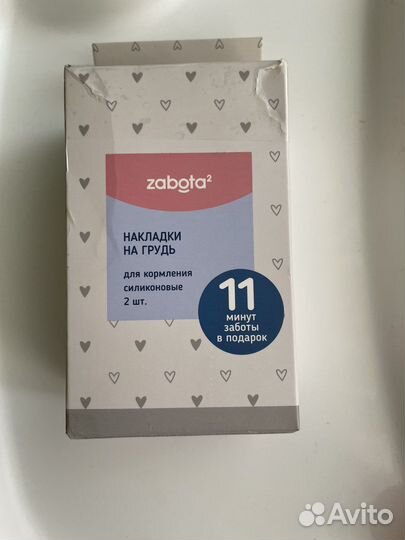 zabota²
НАКЛАДКИ
НА ГРУДЬ
для кормления
силиконовые
2 шт.
11
минут
заботы
в подарок
Avito